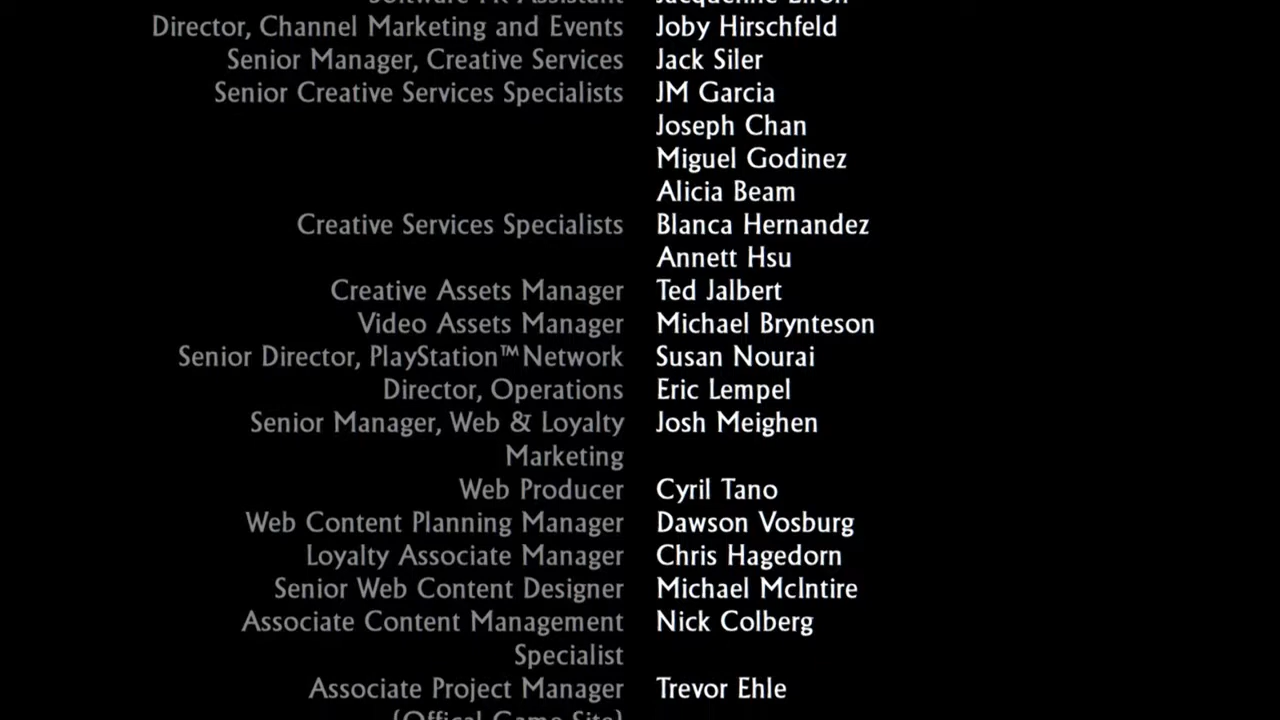 Director, Channel Marketing and Events Joby Hirschfeld
Senior Manager, Creative Services Jack Siler
Senior Creative Services Specialists JM Garcia
Joseph Chan
Miguel Godinez
Alicia Beam
Creative Services Specialists Blanca Hernandez
Annett Hsu
Creative Assets Manager Ted Jalbert
Video Assets Manager Michael Brynteson
Senior Director, PlayStation™Network Susan Nourai
Director, Operations Eric Lempel
Senior Manager, Web & Loyalty Josh Meighen
Marketing
Web Producer Cyril Tano
Web Content Planning Manager Dawson Vosburg
Loyalty Associate Manager Chris Hagedorn
Senior Web Content Designer Michael McIntire
Associate Content Management Nick Colberg
Specialist
Associate Project Manager Trevor Ehle